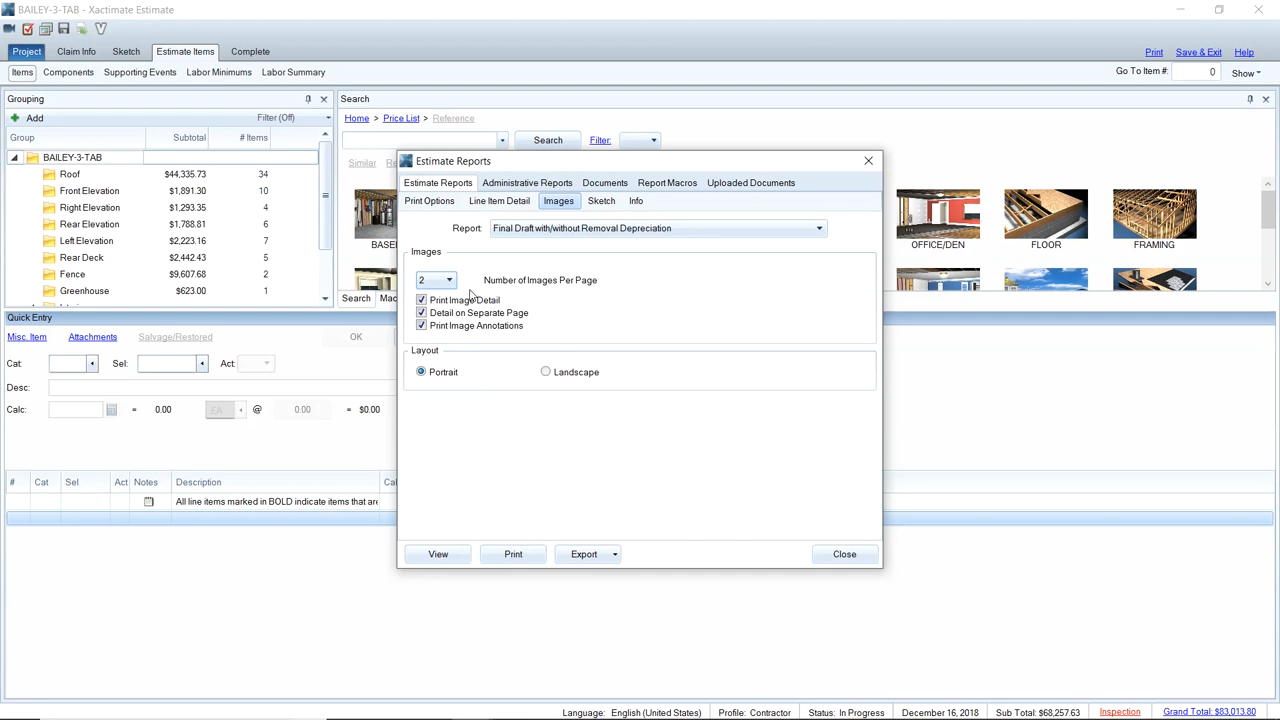 BAILEY-3-TAB - Xactimate Estimate
Project Claim Info Sketch Estimate Items Complete Print Save & Exit Help
Items Components Supporting Events Labor Minimums Labor Summary Go To Item #: 0 Show
Grouping Search
Add Filter (Off) Home > Price List > Reference
Group Subtotal # Items Search Filter:
BAILEY-3-TAB
Similar
Roof $44,335.73 34
Front Elevation $1,891.30 10
Right Elevation $1,293.35 4
Rear Elevation $1,788.81 6
Left Elevation $2,223.16 7
Rear Deck $2,442.43 5
Fence $9,607.68 2
Greenhouse $623.00 1
OFFICE/DEN FLOOR FRAMING
Search
Estimate Reports
Estimate Reports Administrative Reports Documents Report Macros Uploaded Documents
Print Options Line Item Detail Images Sketch Info
Report: Final Draft with/without Removal Depreciation
Images
2 Number of Images Per Page
Print Image Detail
Detail on Separate Page
Print Image Annotations
Layout
Portrait Landscape
View Print Export Close
Quick Entry
Misc. Item Attachments Salvage/Restored OK
Cat: Sel: Act:
Desc:
Calc: = 0.00 EA @ 0.00 = $0.00
# Cat Sel Act Notes Description
All line items marked in BOLD indicate items that are
Language: English (United States) Profile: Contractor Status: In Progress December 16, 2018 Sub Total: $68,257.63 Inspection Grand Total: $83,013.80